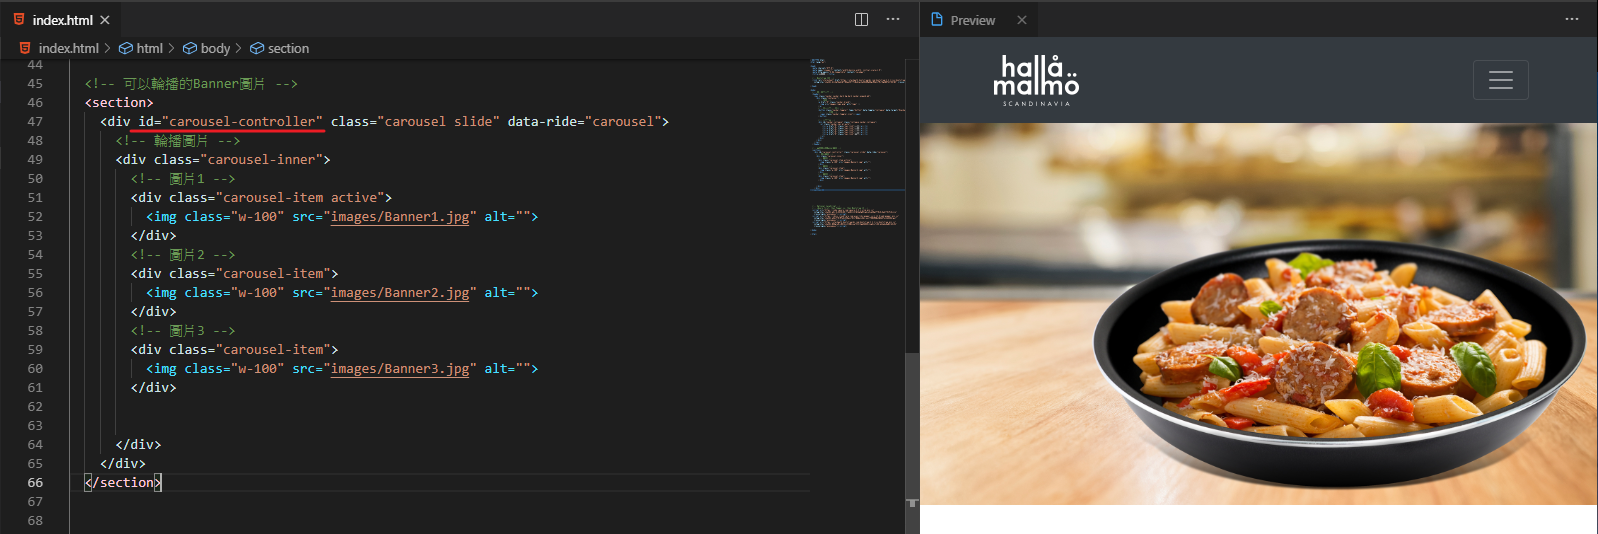 index.html
index.html > html > body > section
44
45 <!-- 可以輪播的Banner圖片 -->
46 <section>
47 <div id="carousel-controller" class="carousel slide" data-ride="carousel">
48 <!-- 輪播圖片 -->
49 <div class="carousel-inner">
50 <!-- 圖片1 -->
51 <div class="carousel-item active">
52 <img class="w-100" src="images/Banner1.jpg" alt="">
53 </div>
54 <!-- 圖片2 -->
55 <div class="carousel-item">
56 <img class="w-100" src="images/Banner2.jpg" alt="">
57 </div>
58 <!-- 圖片3 -->
59 <div class="carousel-item">
60 <img class="w-100" src="images/Banner3.jpg" alt="">
61 </div>
62
63
64 </div>
65 </div>
66 </section>
67
68
Preview
hallå
malmö
SCANDINAVIA